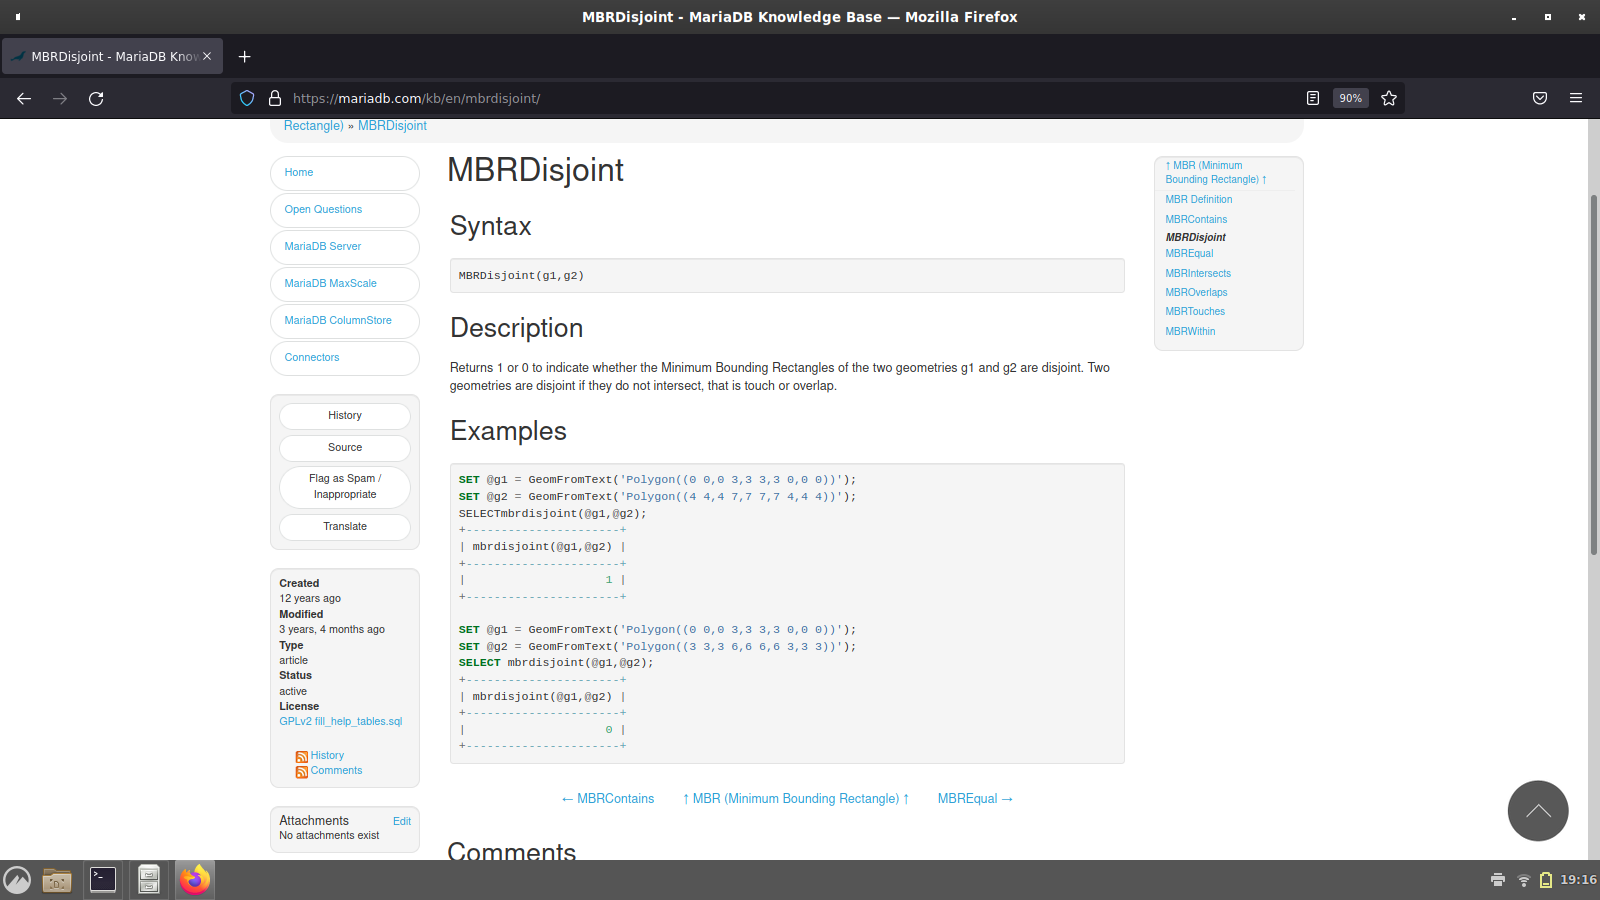 MBRDisjoint - MariaDB Knowledge Base — Mozilla Firefox
MBRDisjoint - MariaDB Know
https://mariadb.com/kb/en/mbrdisjoint/
90%
Rectangle) » MBRDisjoint
Home
Open Questions
MariaDB Server
MariaDB MaxScale
MariaDB ColumnStore
Connectors
History
Source
Flag as Spam /
Inappropriate
Translate
Created
12 years ago
Modified
3 years, 4 months ago
Type
article
Status
active
License
GPLv2 fill_help_tables.sql
History
Comments
Attachments Edit
No attachments exist
MBRDisjoint
Syntax
MBRDisjoint(g1,g2)
Description
Returns 1 or 0 to indicate whether the Minimum Bounding Rectangles of the two geometries g1 and g2 are disjoint. Two
geometries are disjoint if they do not intersect, that is touch or overlap.
Examples
SET @g1 = GeomFromText('Polygon((0 0,0 3,3 3,3 0,0 0))');
SET @g2 = GeomFromText('Polygon((4 4,4 7,7 7,7 4,4 4))');
SELECTmbrdisjoint(@g1,@g2);
+----------------------+
| mbrdisjoint(@g1,@g2) |
+----------------------+
|                    1 |
+----------------------+
SET @g1 = GeomFromText('Polygon((0 0,0 3,3 3,3 0,0 0))');
SET @g2 = GeomFromText('Polygon((3 3,3 6,6 6,6 3,3 3))');
SELECT mbrdisjoint(@g1,@g2);
+----------------------+
| mbrdisjoint(@g1,@g2) |
+----------------------+
|                    0 |
+----------------------+
← MBRContains ↑ MBR (Minimum Bounding Rectangle) ↑ MBREqual →
Comments
↑ MBR (Minimum
Bounding Rectangle) ↑
MBR Definition
MBRContains
MBRDisjoint
MBREqual
MBRIntersects
MBROverlaps
MBRTouches
MBRWithin
19:16